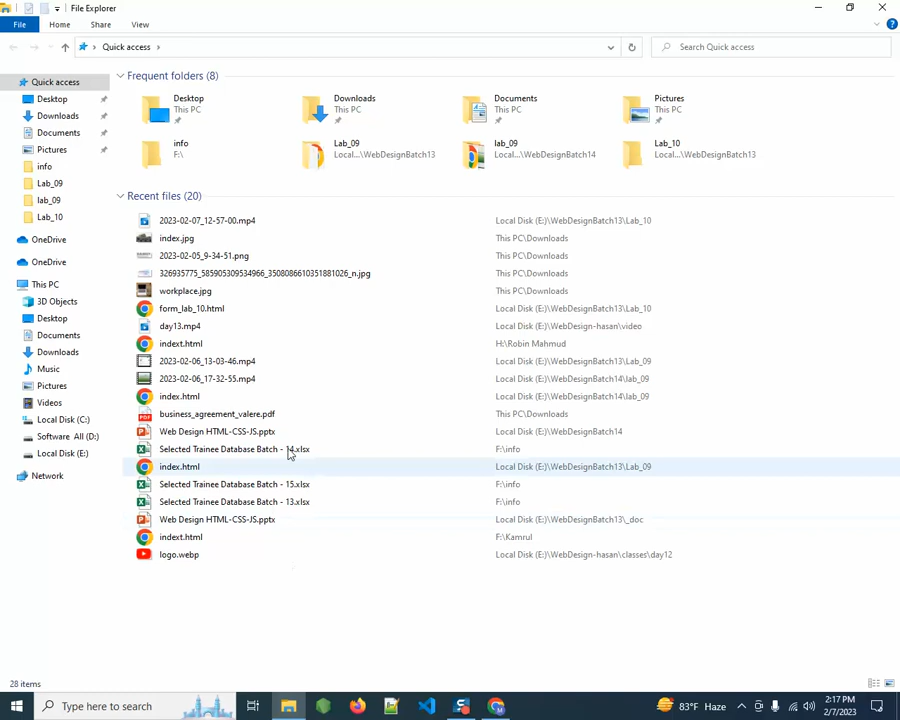 File Explorer
File Home Share View
Quick access
Search Quick access
Quick access
Desktop
Downloads
Documents
Pictures
info
Lab_09
lab_09
Lab_10
OneDrive
OneDrive
This PC
3D Objects
Desktop
Documents
Downloads
Music
Pictures
Videos
Local Disk (C:)
Software All (D:)
Local Disk (E:)
Network
Frequent folders (8)
Desktop
This PC
Downloads
This PC
Documents
This PC
Pictures
This PC
info
F:\
Lab_09
Local...\WebDesignBatch13
lab_09
Local...\WebDesignBatch14
Lab_10
Local...\WebDesignBatch13
Recent files (20)
2023-02-07_12-57-00.mp4 Local Disk (E:)\WebDesignBatch13\Lab_10
index.jpg This PC\Downloads
2023-02-05_9-34-51.png This PC\Downloads
326935775_585905309534966_3508086610351881026_n.jpg This PC\Downloads
workplace.jpg This PC\Downloads
form_lab_10.html Local Disk (E:)\WebDesignBatch13\Lab_10
day13.mp4 Local Disk (E:)\WebDesign-hasan\video
indext.html H:\Robin Mahmud
2023-02-06_13-03-46.mp4 Local Disk (E:)\WebDesignBatch13\Lab_09
2023-02-06_17-32-55.mp4 Local Disk (E:)\WebDesignBatch14\lab_09
index.html Local Disk (E:)\WebDesignBatch14\lab_09
business_agreement_valere.pdf This PC\Downloads
Web Design HTML-CSS-JS.pptx Local Disk (E:)\WebDesignBatch14
Selected Trainee Database Batch - 14.xlsx F:\info
index.html Local Disk (E:)\WebDesignBatch13\Lab_09
Selected Trainee Database Batch - 15.xlsx F:\info
Selected Trainee Database Batch - 13.xlsx F:\info
Web Design HTML-CSS-JS.pptx Local Disk (E:)\WebDesignBatch13\_doc
indext.html F:\Kamrul
logo.webp Local Disk (E:)\WebDesign-hasan\classes\day12
28 items
Type here to search
83°F Haze
2:17 PM
2/7/2023